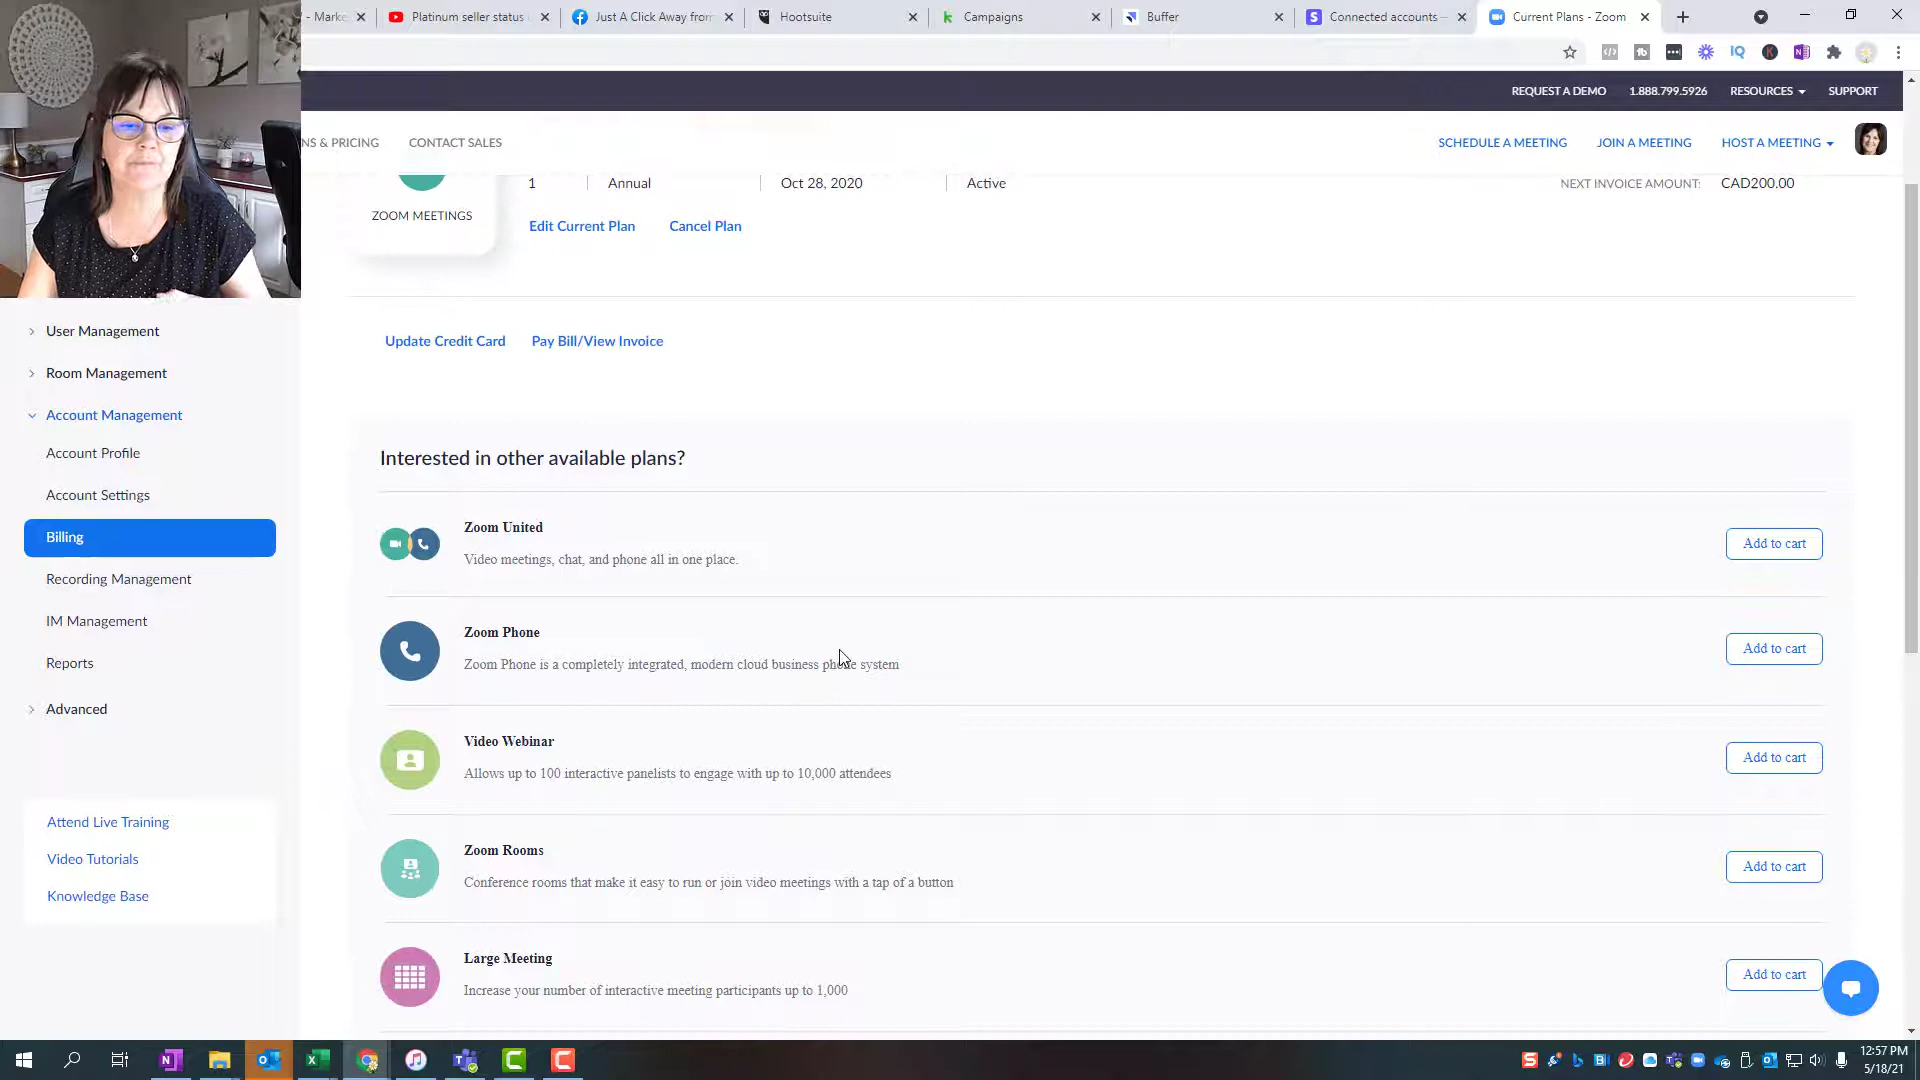 - Marke
Platinum seller status
Just A Click Away from
Hootsuite
Campaigns
Buffer
Connected accounts —
Current Plans - Zoom
REQUEST A DEMO
1.888.799.5926
RESOURCES
SUPPORT
NS & PRICING
CONTACT SALES
SCHEDULE A MEETING
JOIN A MEETING
HOST A MEETING
ZOOM MEETINGS
1
Annual
Oct 28, 2020
Active
NEXT INVOICE AMOUNT:
CAD200.00
Edit Current Plan
Cancel Plan
Update Credit Card
Pay Bill/View Invoice
User Management
Room Management
Account Management
Account Profile
Account Settings
Billing
Recording Management
IM Management
Reports
Advanced
Attend Live Training
Video Tutorials
Knowledge Base
Interested in other available plans?
Zoom United
Video meetings, chat, and phone all in one place.
Add to cart
Zoom Phone
Zoom Phone is a completely integrated, modern cloud business phone system
Add to cart
Video Webinar
Allows up to 100 interactive panelists to engage with up to 10,000 attendees
Add to cart
Zoom Rooms
Conference rooms that make it easy to run or join video meetings with a tap of a button
Add to cart
Large Meeting
Increase your number of interactive meeting participants up to 1,000
Add to cart
12:57 PM
5/18/21